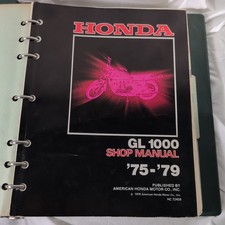 HONDA
GL 1000
SHOP MANUAL
'75-'79
PUBLISHED BY
AMERICAN HONDA MOTOR CO., INC.